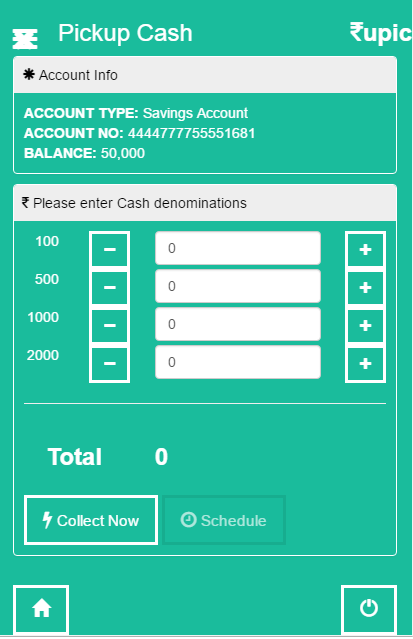 Pickup Cash ₹upic
Account Info
ACCOUNT TYPE: Savings Account
ACCOUNT NO: 4444777755551681
BALANCE: 50,000
₹ Please enter Cash denominations
100 − 0 +
500 − 0 +
1000 − 0 +
2000 − 0 +
Total 0
Collect Now Schedule